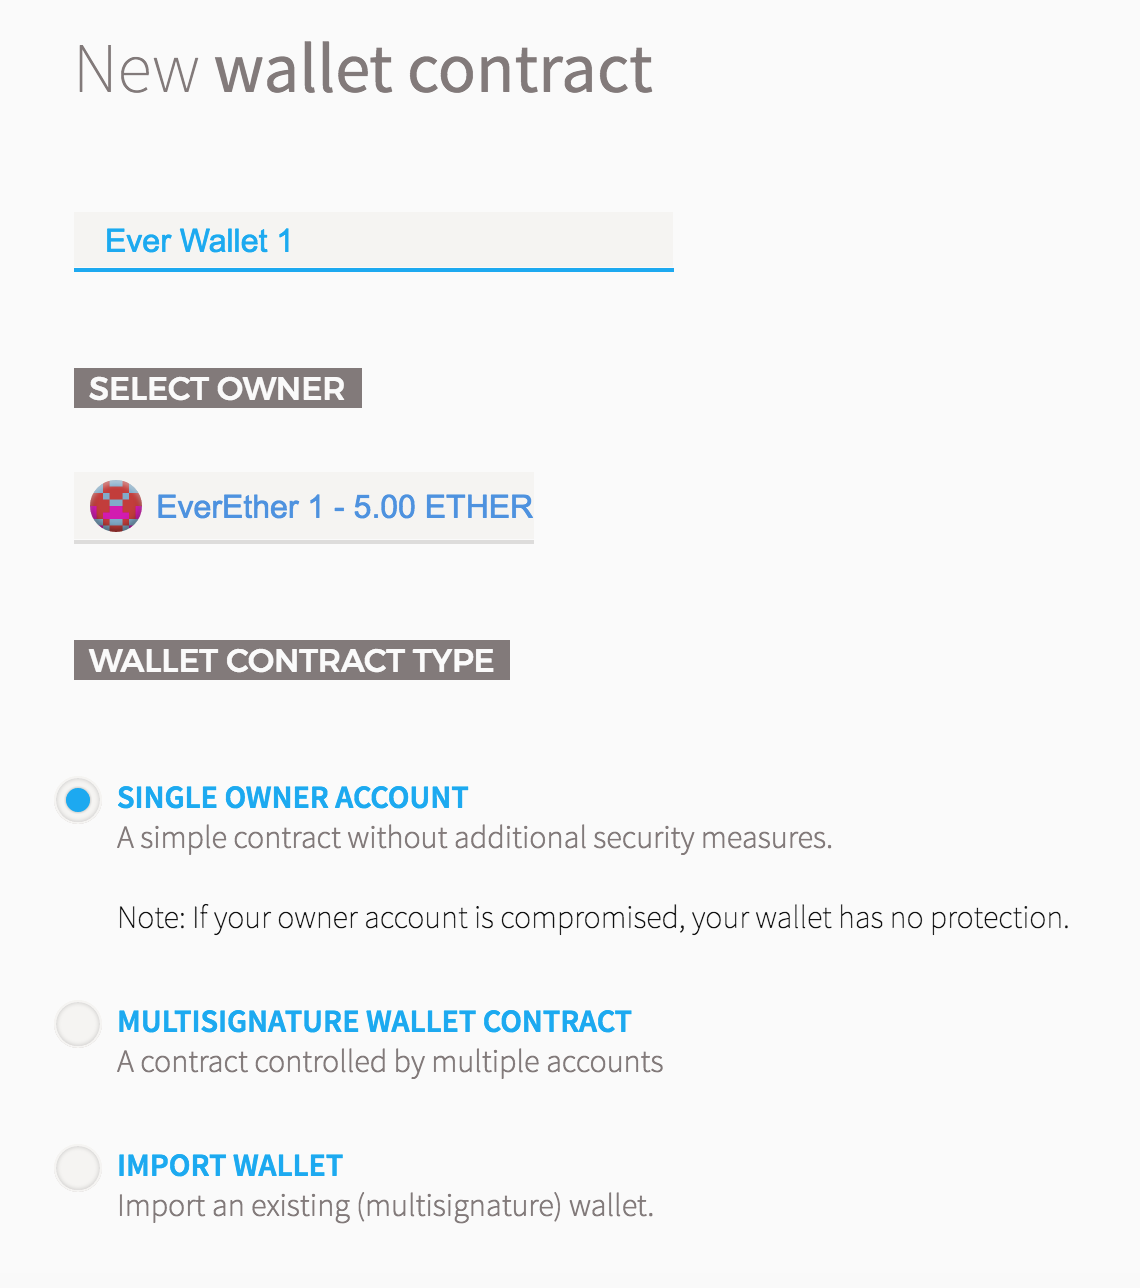 New wallet contract
Ever Wallet 1
SELECT OWNER
EverEther 1 - 5.00 ETHER
WALLET CONTRACT TYPE
SINGLE OWNER ACCOUNT
A simple contract without additional security measures.
Note: If your owner account is compromised, your wallet has no protection.
MULTISIGNATURE WALLET CONTRACT
A contract controlled by multiple accounts
IMPORT WALLET
Import an existing (multisignature) wallet.